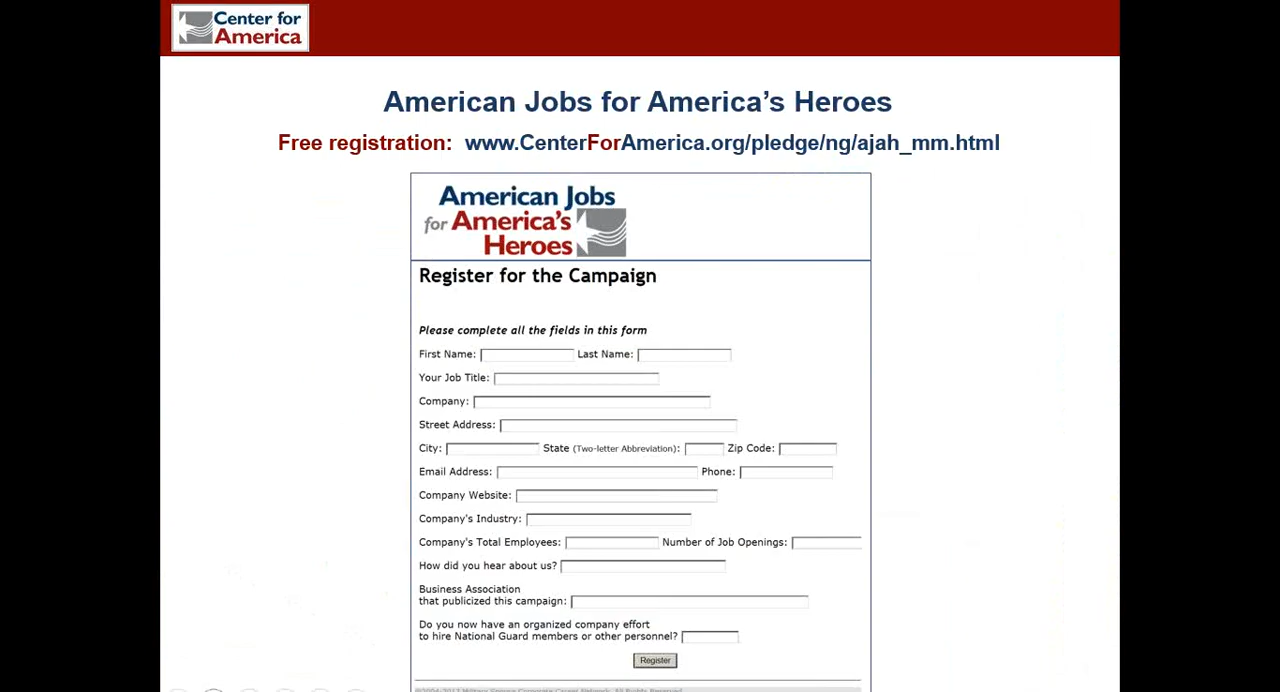 Center for
America
American Jobs for America's Heroes
Free registration: www.CenterForAmerica.org/pledge/ng/ajah_mm.html
American Jobs
for America's
Heroes
Register for the Campaign
Please complete all the fields in this form
First Name: Last Name:
Your Job Title:
Company:
Street Address:
City: State (Two-letter Abbreviation): Zip Code:
Email Address: Phone:
Company Website:
Company's Industry:
Company's Total Employees: Number of Job Openings:
How did you hear about us?
Business Association
that publicized this campaign:
Do you now have an organized company effort
to hire National Guard members or other personnel?
Register